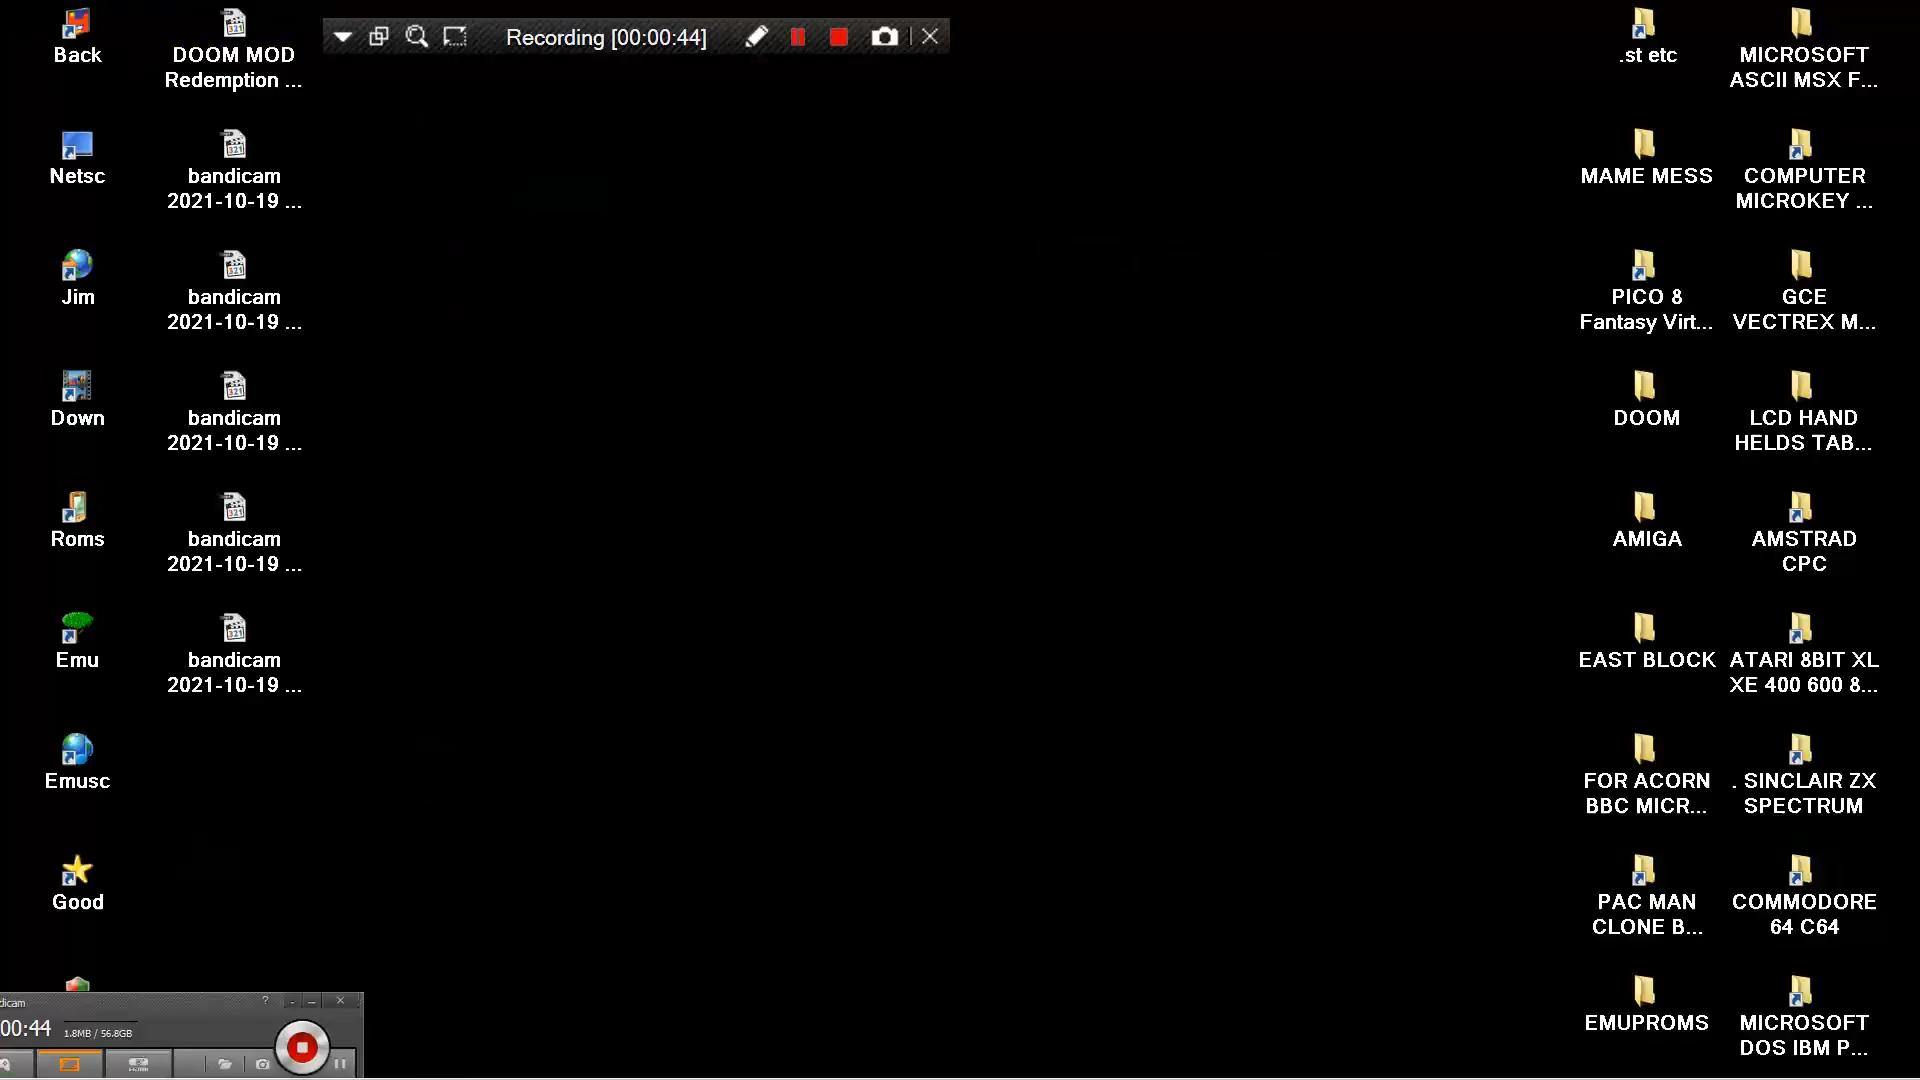 Back
DOOM MOD
Redemption ...
Recording [00:00:44]
.st etc
MICROSOFT
ASCII MSX F...
Netsc
bandicam
2021-10-19 ...
MAME MESS
COMPUTER
MICROKEY ...
Jim
bandicam
2021-10-19 ...
PICO 8
Fantasy Virt...
GCE
VECTREX M...
Down
bandicam
2021-10-19 ...
DOOM
LCD HAND
HELDS TAB...
Roms
bandicam
2021-10-19 ...
AMIGA
AMSTRAD
CPC
Emu
bandicam
2021-10-19 ...
EAST BLOCK
ATARI 8BIT XL
XE 400 600 8...
Emusc
FOR ACORN
BBC MICR...
. SINCLAIR ZX
SPECTRUM
Good
PAC MAN
CLONE B...
COMMODORE
64 C64
EMUPROMS
MICROSOFT
DOS IBM P...
dicam
00:44
1.8MB / 56.8GB